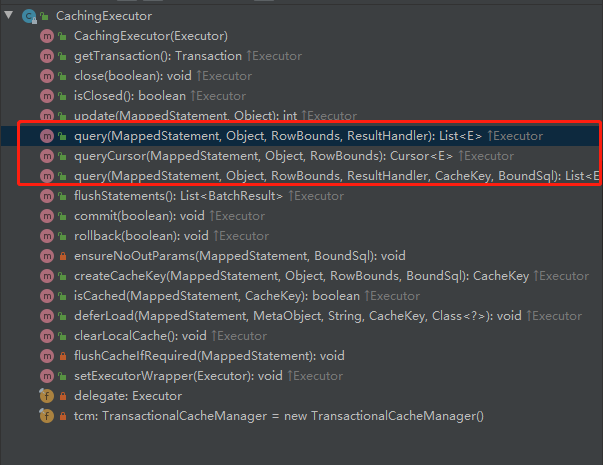 CachingExecutor
CachingExecutor(Executor)
getTransaction(): Transaction ↑Executor
close(boolean): void ↑Executor
isClosed(): boolean ↑Executor
update(MappedStatement, Object): int ↑Executor
query(MappedStatement, Object, RowBounds, ResultHandler): List<E> ↑Executor
queryCursor(MappedStatement, Object, RowBounds): Cursor<E> ↑Executor
query(MappedStatement, Object, RowBounds, ResultHandler, CacheKey, BoundSql): List<E
flushStatements(): List<BatchResult> ↑Executor
commit(boolean): void ↑Executor
rollback(boolean): void ↑Executor
ensureNoOutParams(MappedStatement, BoundSql): void
createCacheKey(MappedStatement, Object, RowBounds, BoundSql): CacheKey ↑Executor
isCached(MappedStatement, CacheKey): boolean ↑Executor
deferLoad(MappedStatement, MetaObject, String, CacheKey, Class<?>): void ↑Executor
clearLocalCache(): void ↑Executor
flushCacheIfRequired(MappedStatement): void
setExecutorWrapper(Executor): void ↑Executor
delegate: Executor
tcm: TransactionalCacheManager = new TransactionalCacheManager()